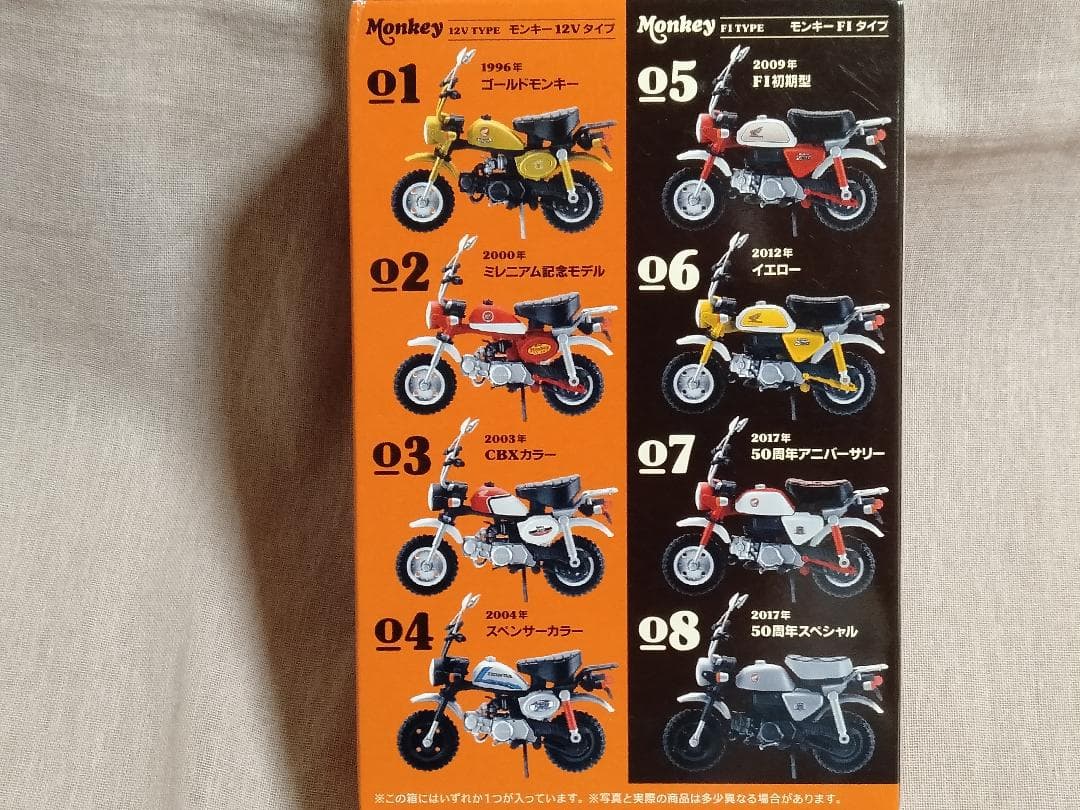 Monkey 12V TYPE モンキー12Vタイプ
01
1996年
ゴールドモンキー
02
2000年
ミレニアム記念モデル
03
2003年
CBXカラー
04
2004年
スペンサーカラー
Monkey FI TYPE モンキーFIタイプ
05
2009年
FI初期型
06
2012年
イエロー
07
2017年
50周年アニバーサリー
08
2017年
50周年スペシャル
※この箱にはいずれか1つが入っています。※写真と実際の商品は多少異なる場合があります。